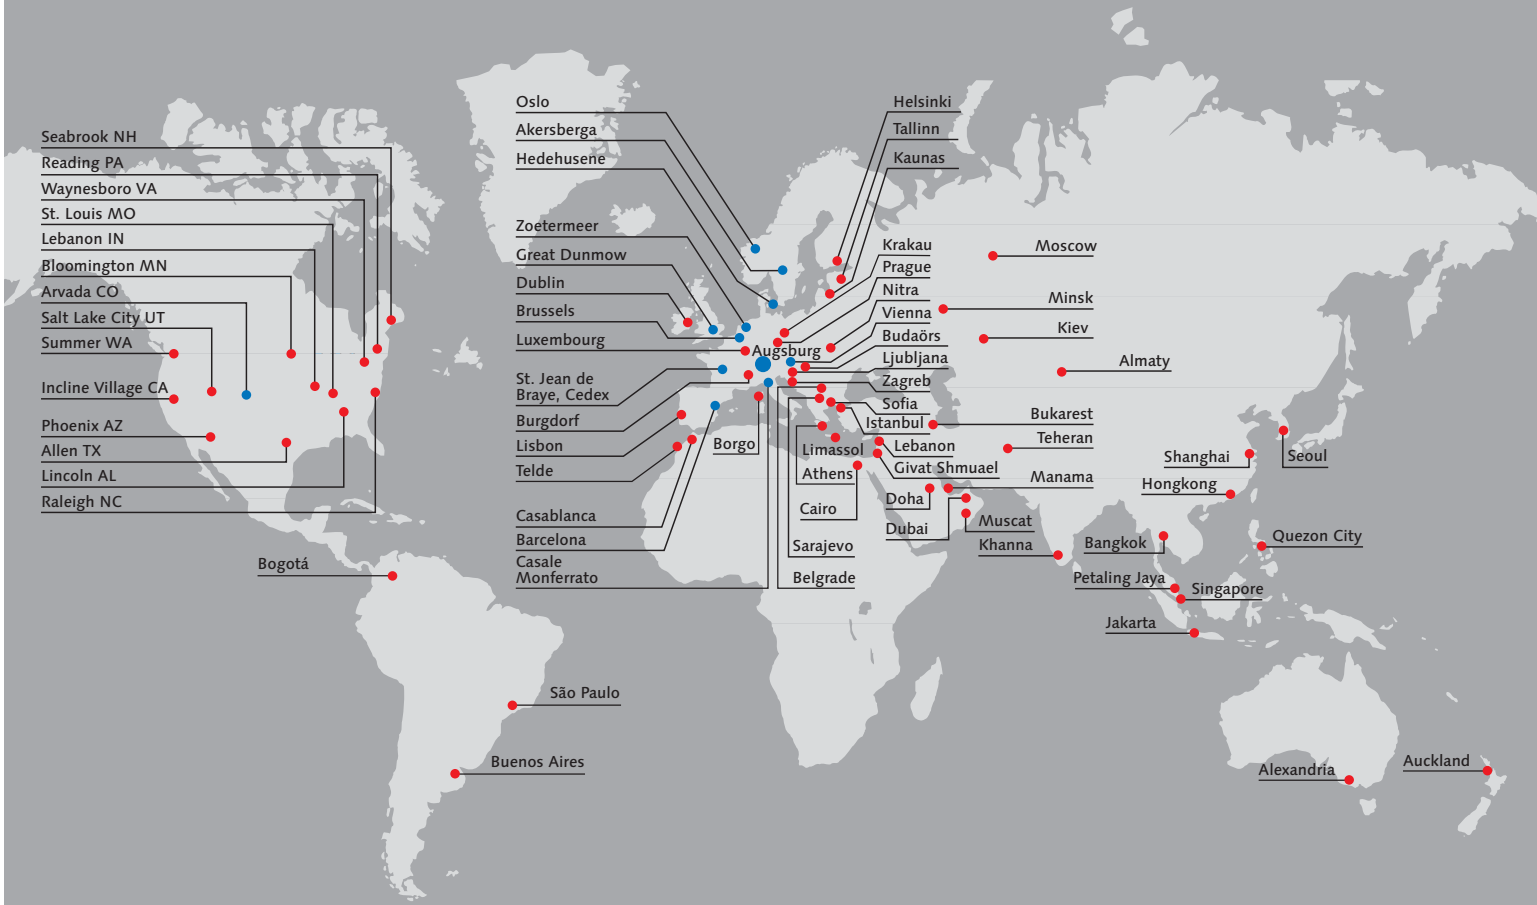 Seabrook NH
Reading PA
Waynesboro VA
St. Louis MO
Lebanon IN
Bloomington MN
Arvada CO
Salt Lake City UT
Summer WA
Incline Village CA
Phoenix AZ
Allen TX
Lincoln AL
Raleigh NC
Bogotá
São Paulo
Buenos Aires
Oslo
Akersberga
Hedehusene
Zoetermeer
Great Dunmow
Dublin
Brussels
Luxembourg
St. Jean de
Braye, Cedex
Burgdorf
Lisbon
Telde
Casablanca
Barcelona
Casale
Monferrato
Augsburg
Borgo
Helsinki
Tallinn
Kaunas
Krakau
Prague
Nitra
Vienna
Budaörs
Ljubljana
Zagreb
Sofia
Istanbul
Limassol
Lebanon
Athens
Givat Shmuael
Cairo
Sarajevo
Belgrade
Moscow
Minsk
Kiev
Almaty
Bukarest
Teheran
Manama
Doha
Dubai
Muscat
Khanna
Shanghai
Seoul
Hongkong
Bangkok
Quezon City
Petaling Jaya
Singapore
Jakarta
Alexandria
Auckland